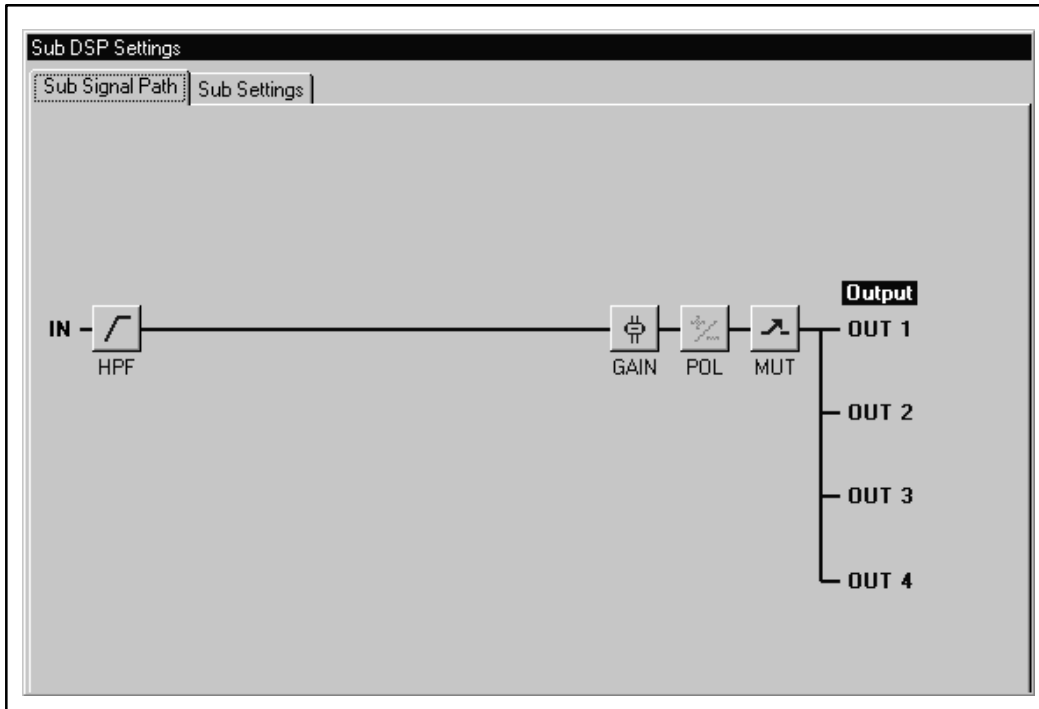 Sub DSP Settings
Sub Signal Path
Sub Settings
Output
IN
OUT 1
HPF
GAIN
POL
MUT
OUT 2
OUT 3
OUT 4